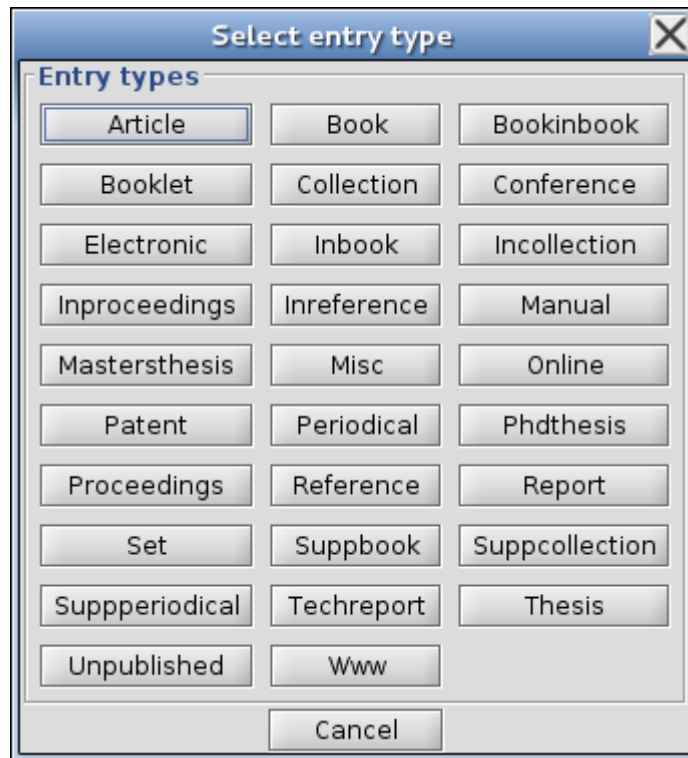 Select entry type
Entry types
Article Book Bookinbook
Booklet Collection Conference
Electronic Inbook Incollection
Inproceedings Inreference Manual
Mastersthesis Misc Online
Patent Periodical Phdthesis
Proceedings Reference Report
Set Suppbook Suppcollection
Suppperiodical Techreport Thesis
Unpublished Www
Cancel